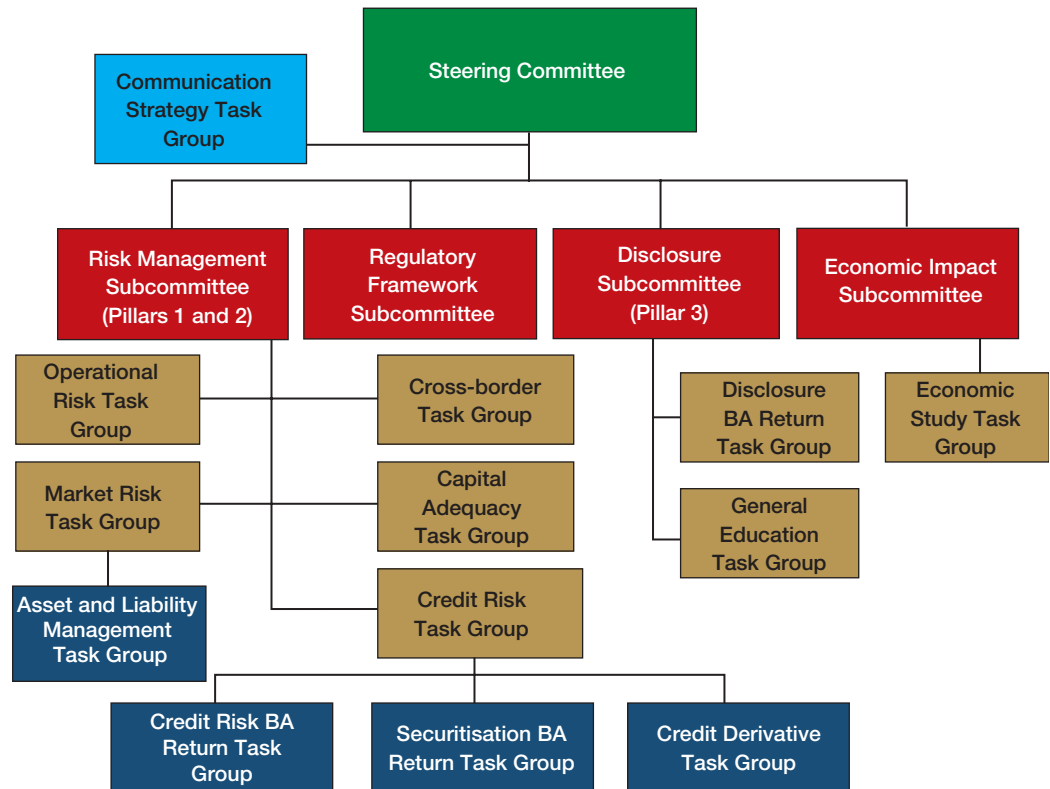 Steering Committee
Communication
Strategy Task
Group
Risk Management
Subcommittee
(Pillars 1 and 2)
Regulatory
Framework
Subcommittee
Disclosure
Subcommittee
(Pillar 3)
Economic Impact
Subcommittee
Operational
Risk Task
Group
Cross-border
Task Group
Disclosure
BA Return
Task Group
Economic
Study Task
Group
Market Risk
Task Group
Capital
Adequacy
Task Group
General
Education
Task Group
Asset and Liability
Management
Task Group
Credit Risk
Task Group
Credit Risk BA
Return Task
Group
Securitisation BA
Return Task Group
Credit Derivative
Task Group